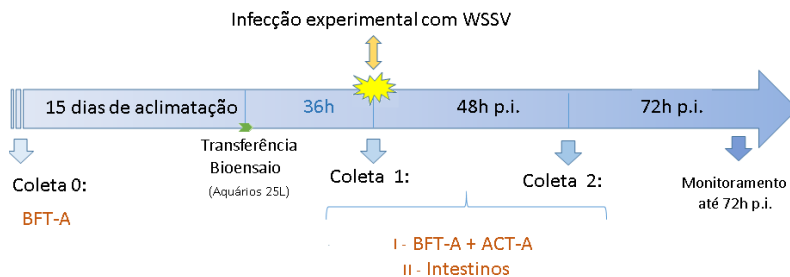 Infecção experimental com WSSV
15 dias de aclimatação
36h
48h p.i.
72h p.i.
Transferência
Bioensaio
(Aquários 25L)
Coleta 0:
BFT-A
Coleta 1:
Coleta 2:
Monitoramento
até 72h p.i.
I - BFT-A + ACT-A
II - Intestinos